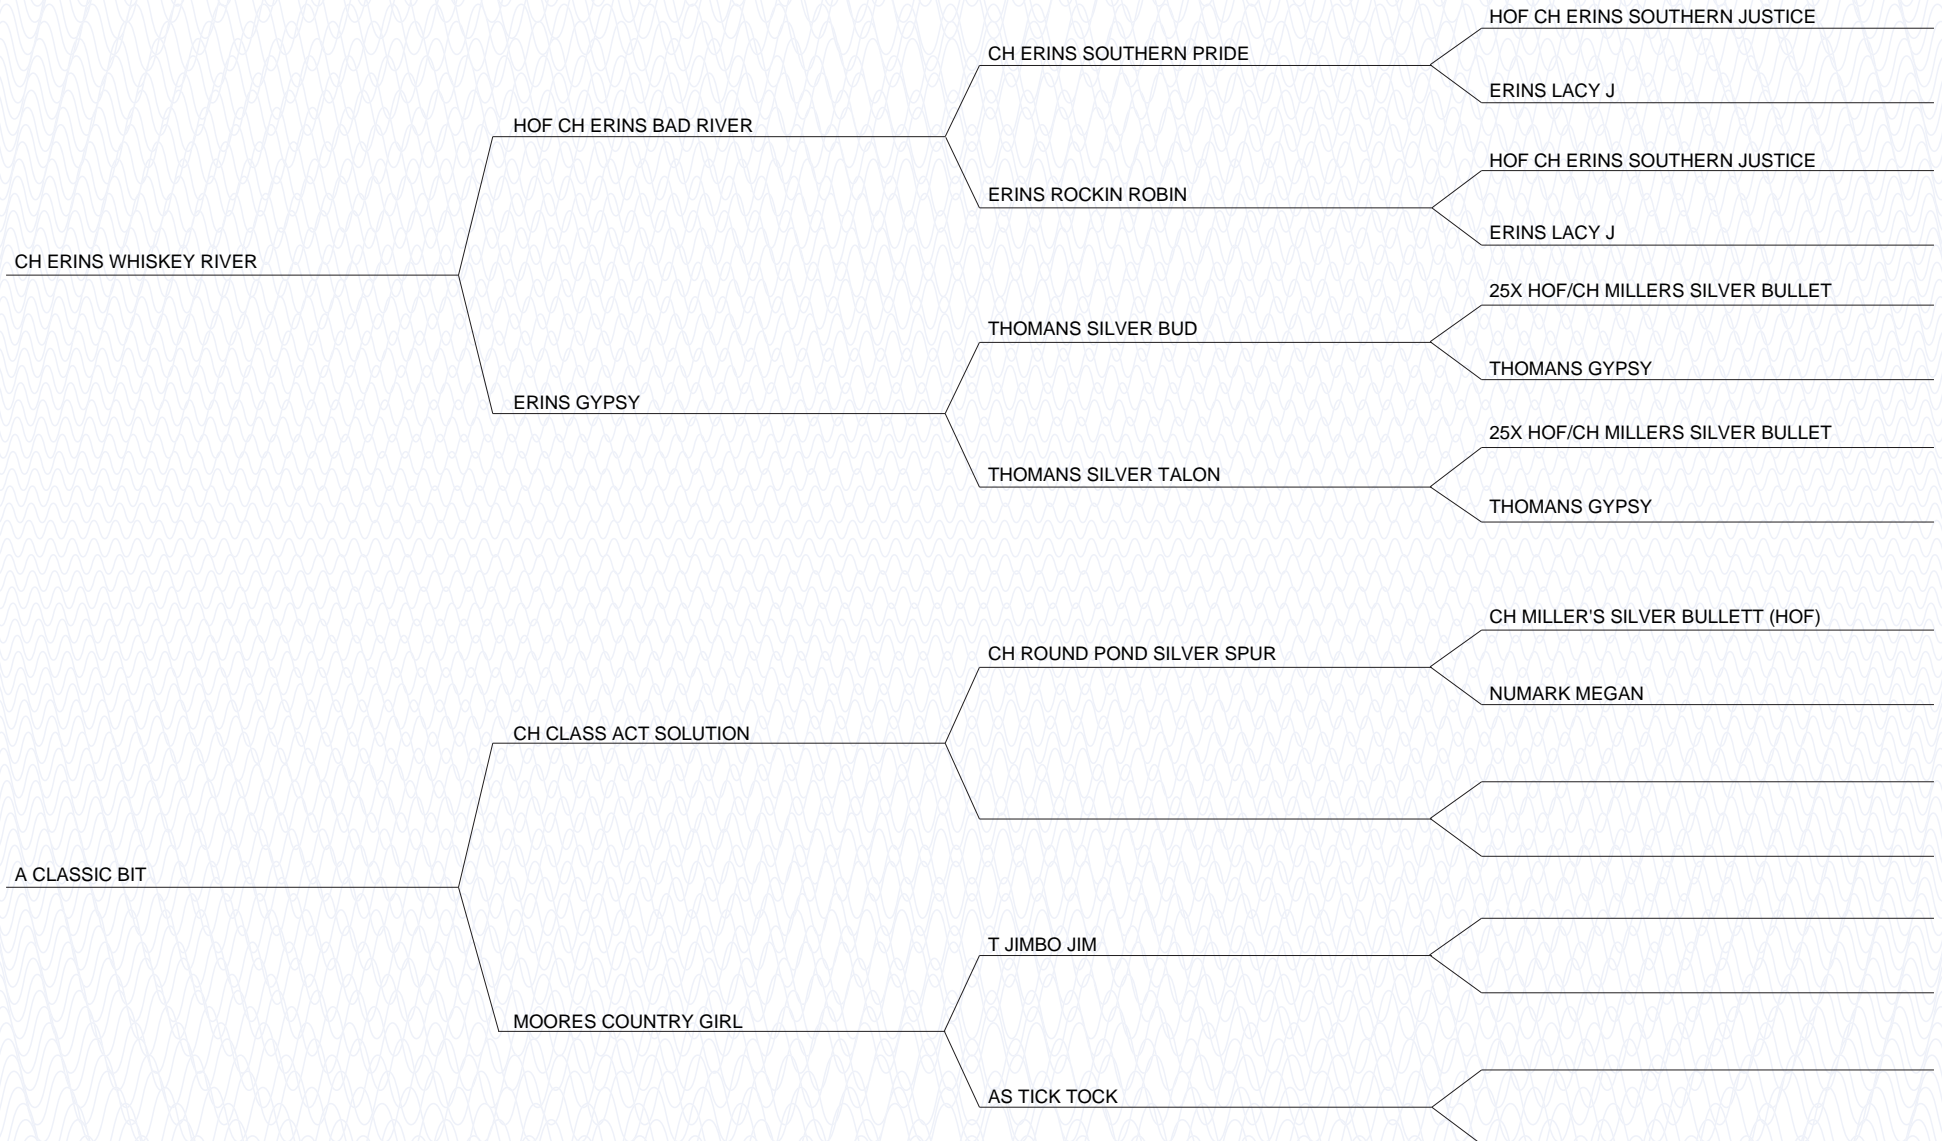 HOF CH ERINS SOUTHERN JUSTICE
CH ERINS SOUTHERN PRIDE
ERINS LACY J
HOF CH ERINS BAD RIVER
HOF CH ERINS SOUTHERN JUSTICE
ERINS ROCKIN ROBIN
ERINS LACY J
CH ERINS WHISKEY RIVER
25X HOF/CH MILLERS SILVER BULLET
THOMANS SILVER BUD
THOMANS GYPSY
ERINS GYPSY
25X HOF/CH MILLERS SILVER BULLET
THOMANS SILVER TALON
THOMANS GYPSY
CH MILLER'S SILVER BULLETT (HOF)
CH ROUND POND SILVER SPUR
NUMARK MEGAN
CH CLASS ACT SOLUTION
A CLASSIC BIT
T JIMBO JIM
MOORES COUNTRY GIRL
AS TICK TOCK